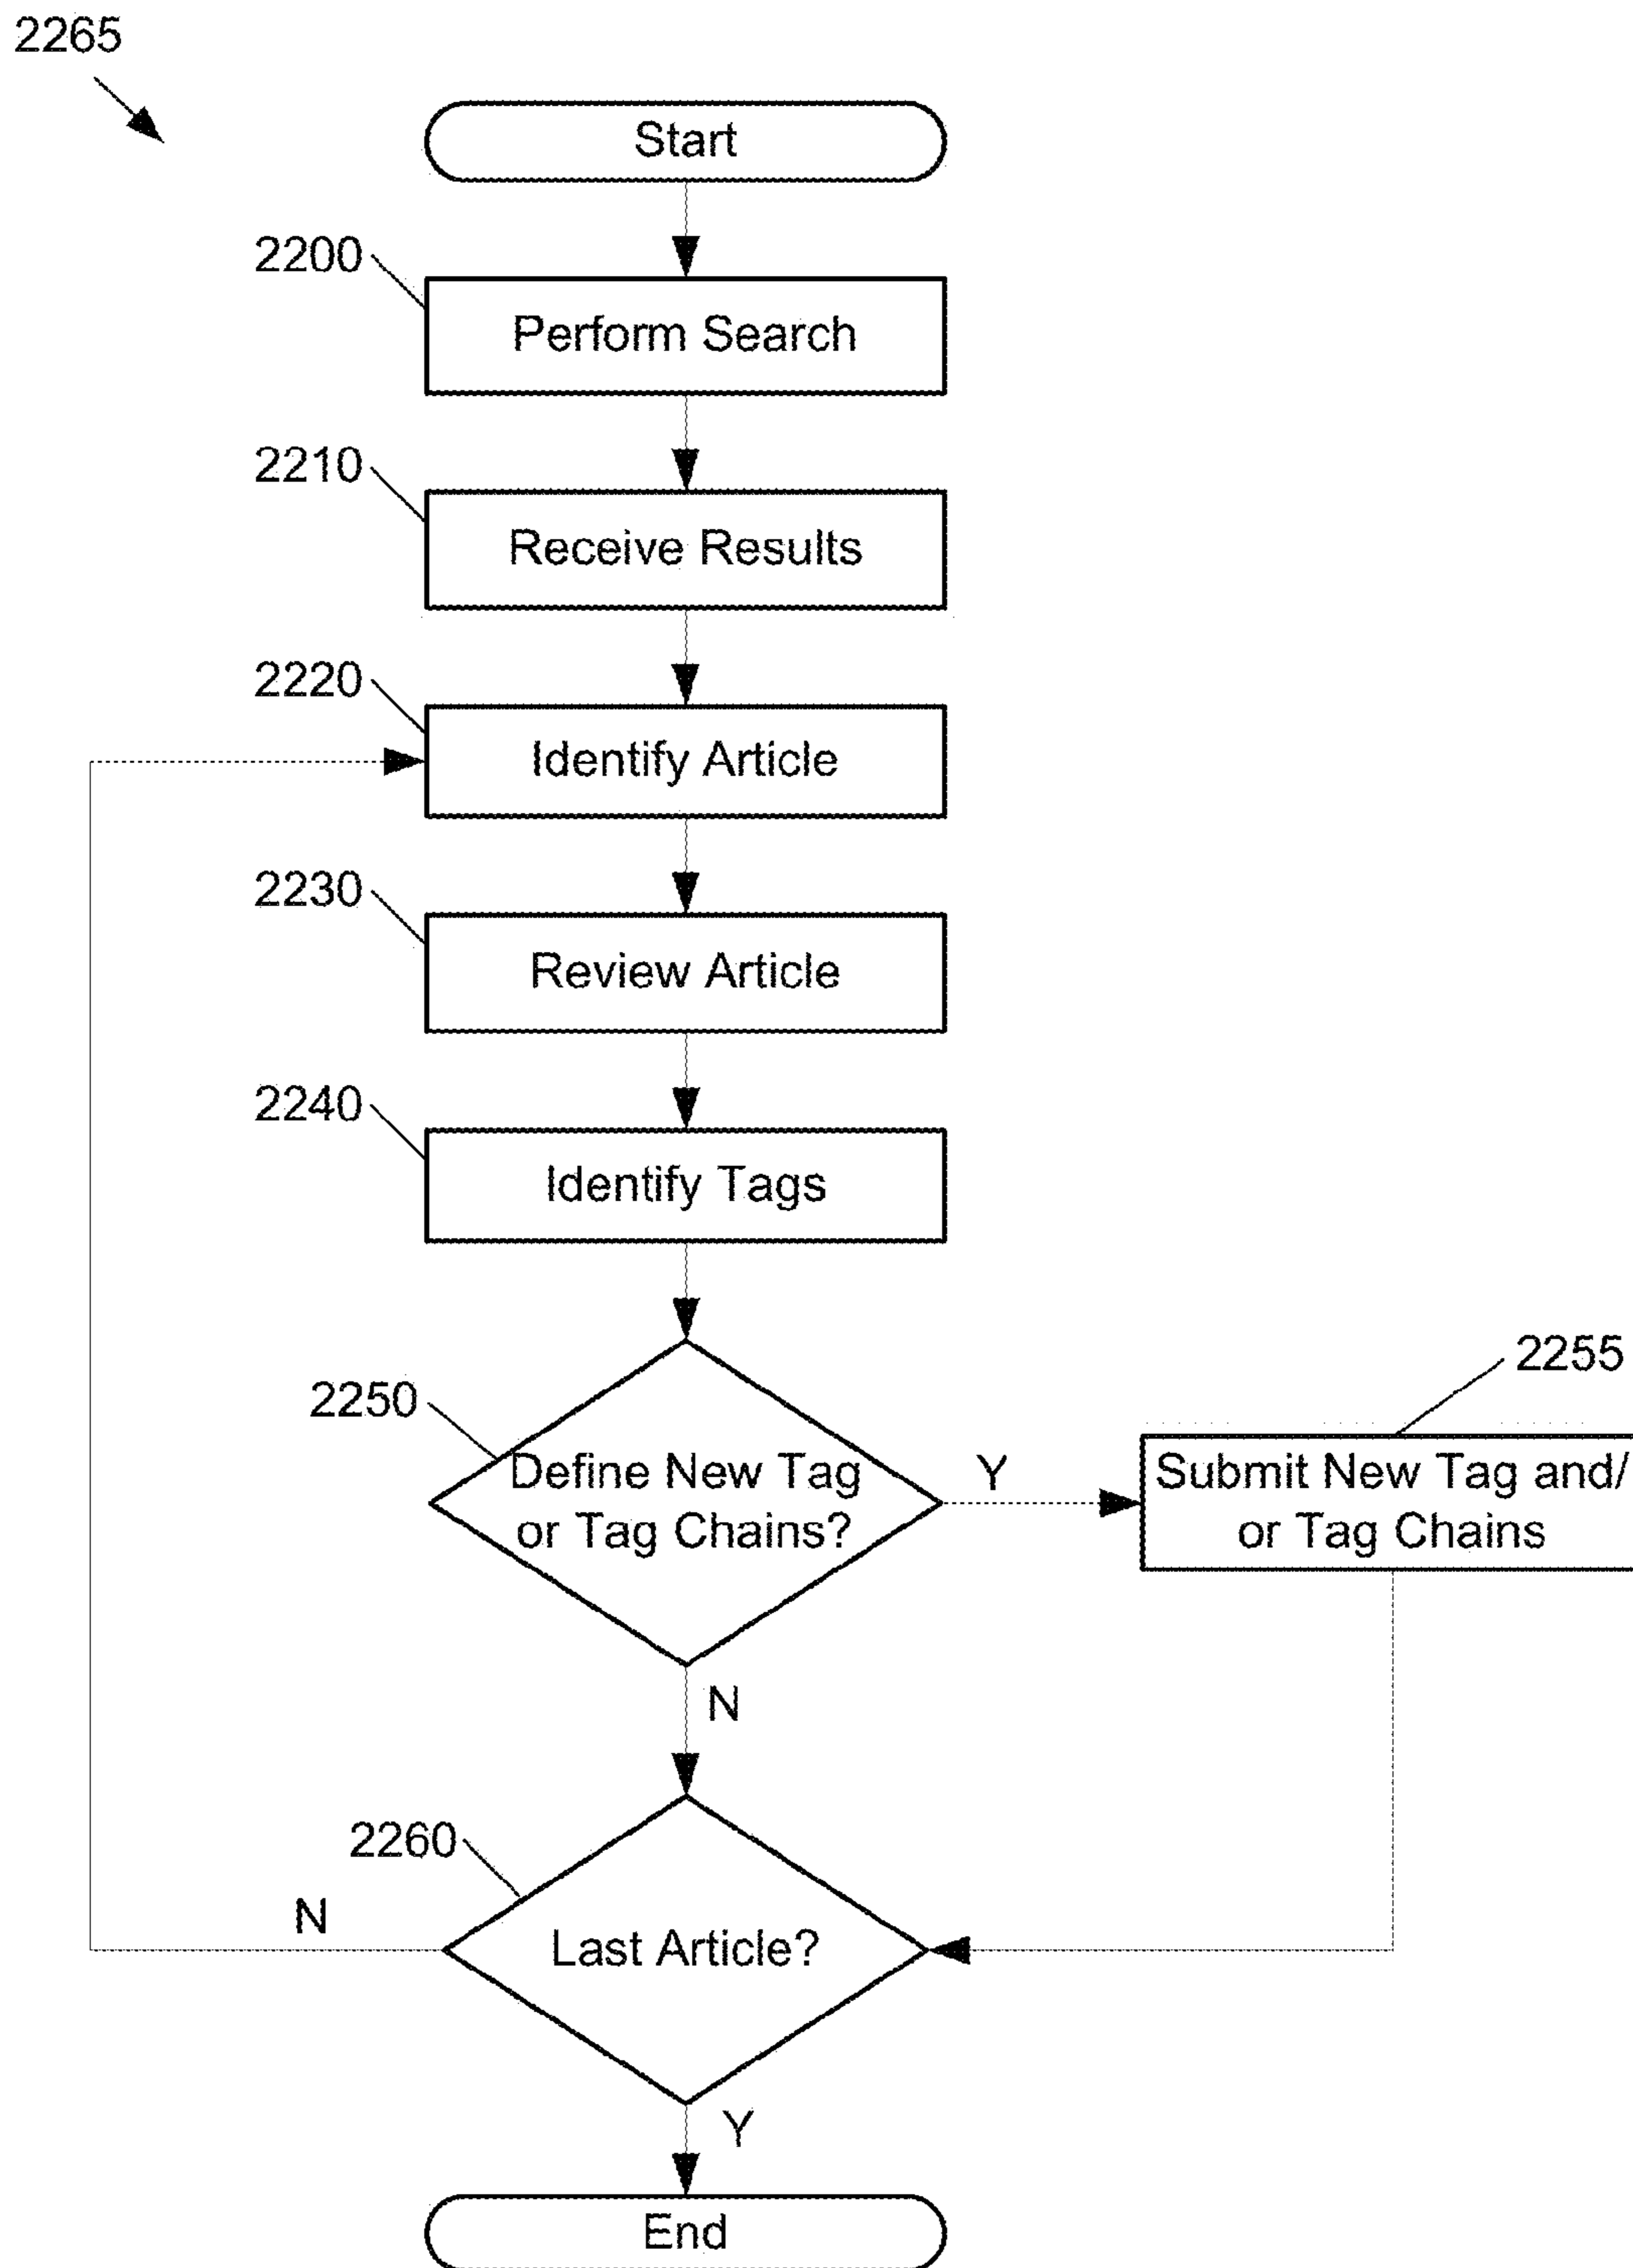 2265
Start
2200
Perform Search
2210
Receive Results
2220
Identify Article
2230
Review Article
2240
Identify Tags
2250
Define New Tag
or Tag Chains?
Y
2255
Submit New Tag and/
or Tag Chains
N
2260
N
Last Article?
Y
End